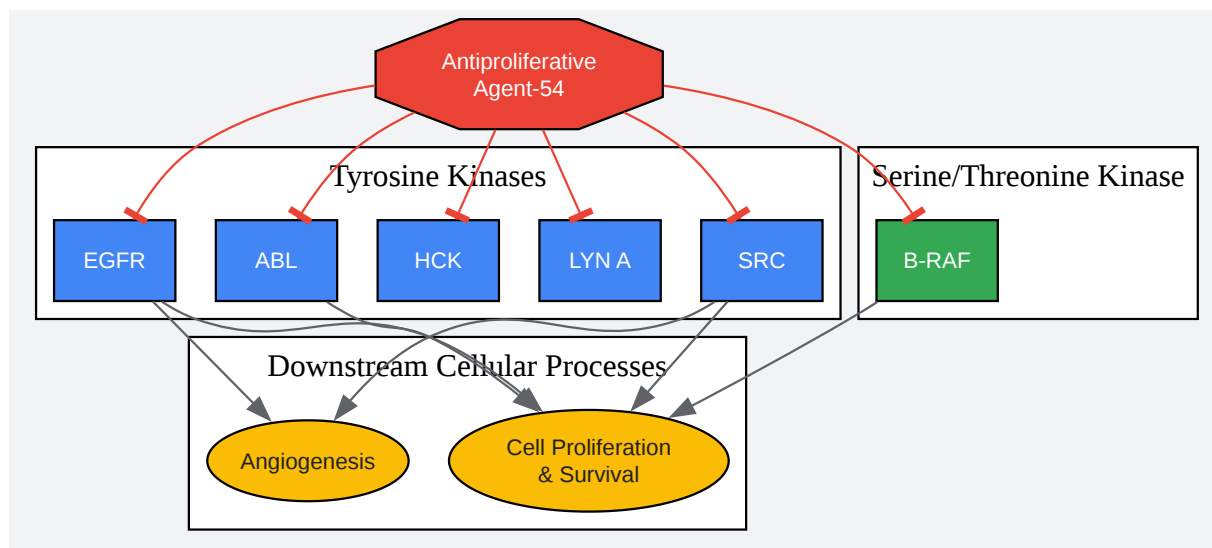 Antiproliferative
Agent-54
Tyrosine Kinases
Serine/Threonine Kinase
EGFR
ABL
HCK
LYN A
SRC
B-RAF
Downstream Cellular Processes
Angiogenesis
Cell Proliferation
& Survival